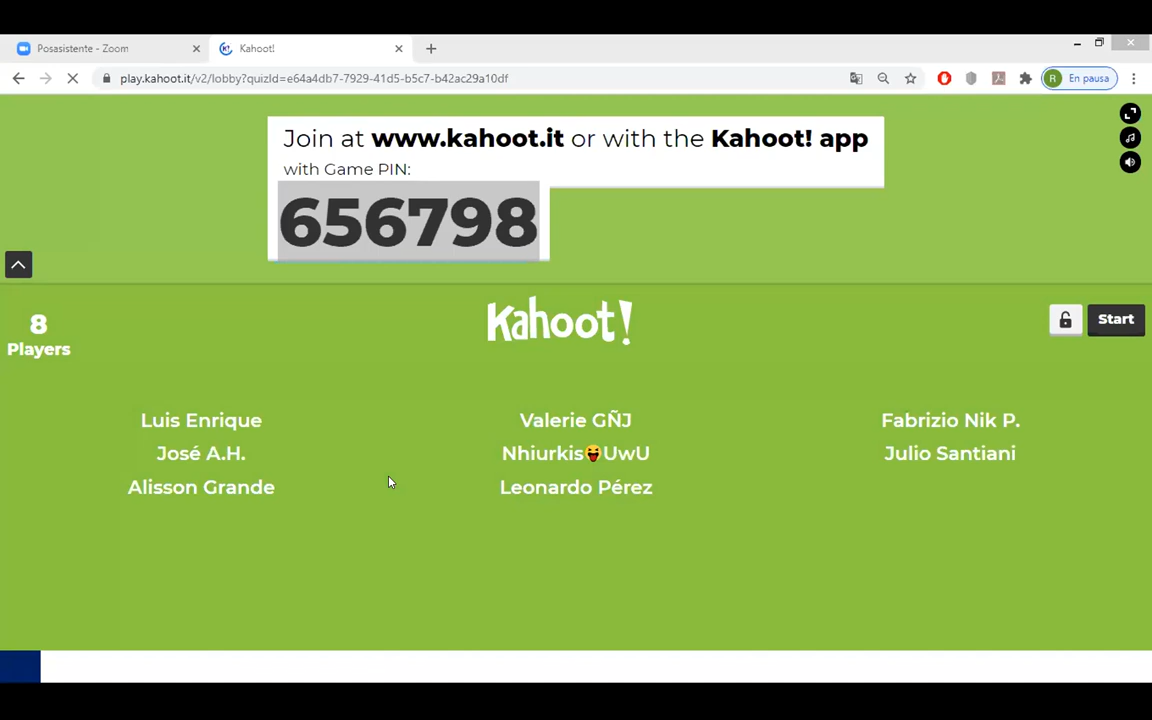 Posasistente - Zoom
Kahoot!
play.kahoot.it/v2/lobby?quizId=e64a4db7-7929-41d5-b5c7-b42ac29a10df
R En pausa
Join at www.kahoot.it or with the Kahoot! app
with Game PIN:
656798
8
Players
Kahoot!
Start
Luis Enrique
Valerie GÑJ
Fabrizio Nik P.
José A.H.
Nhiurkis😝UwU
Julio Santiani
Alisson Grande
Leonardo Pérez